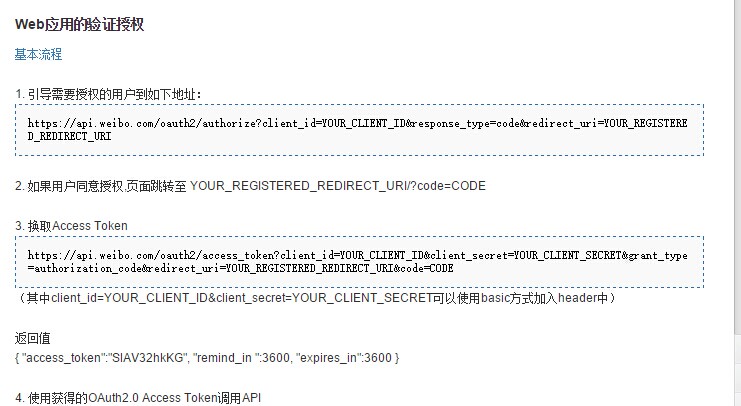 Web应用的验证授权
基本流程
1. 引导需要授权的用户到如下地址：
https://api.weibo.com/oauth2/authorize?client_id=YOUR_CLIENT_ID&response_type=code&redirect_uri=YOUR_REGISTERE
D_REDIRECT_URI
2. 如果用户同意授权,页面跳转至 YOUR_REGISTERED_REDIRECT_URI/?code=CODE
3. 换取Access Token
https://api.weibo.com/oauth2/access_token?client_id=YOUR_CLIENT_ID&client_secret=YOUR_CLIENT_SECRET&grant_type
=authorization_code&redirect_uri=YOUR_REGISTERED_REDIRECT_URI&code=CODE
（其中client_id=YOUR_CLIENT_ID&client_secret=YOUR_CLIENT_SECRET可以使用basic方式加入header中）
返回值
{ "access_token":"SlAV32hkKG", "remind_in ":3600, "expires_in":3600 }
4. 使用获得的OAuth2.0 Access Token调用API